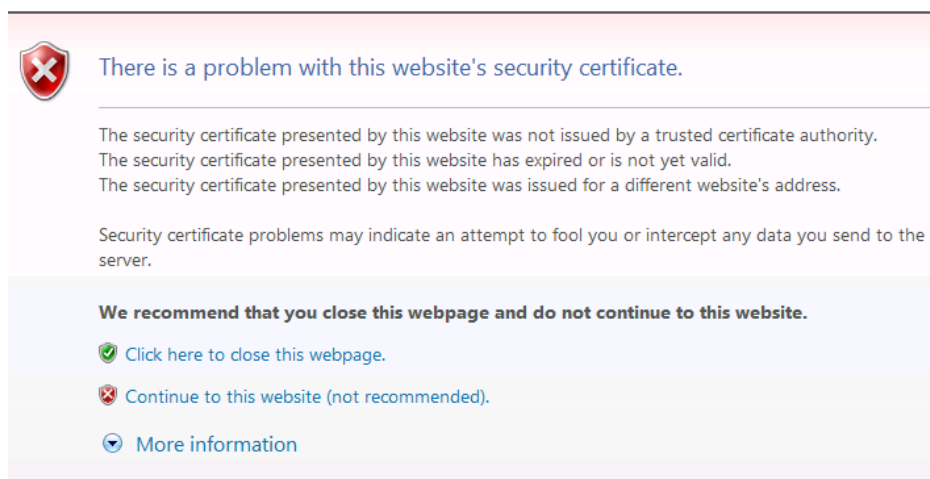 There is a problem with this website's security certificate.
The security certificate presented by this website was not issued by a trusted certificate authority.
The security certificate presented by this website has expired or is not yet valid.
The security certificate presented by this website was issued for a different website's address.
Security certificate problems may indicate an attempt to fool you or intercept any data you send to the
server.
We recommend that you close this webpage and do not continue to this website.
Click here to close this webpage.
Continue to this website (not recommended).
More information